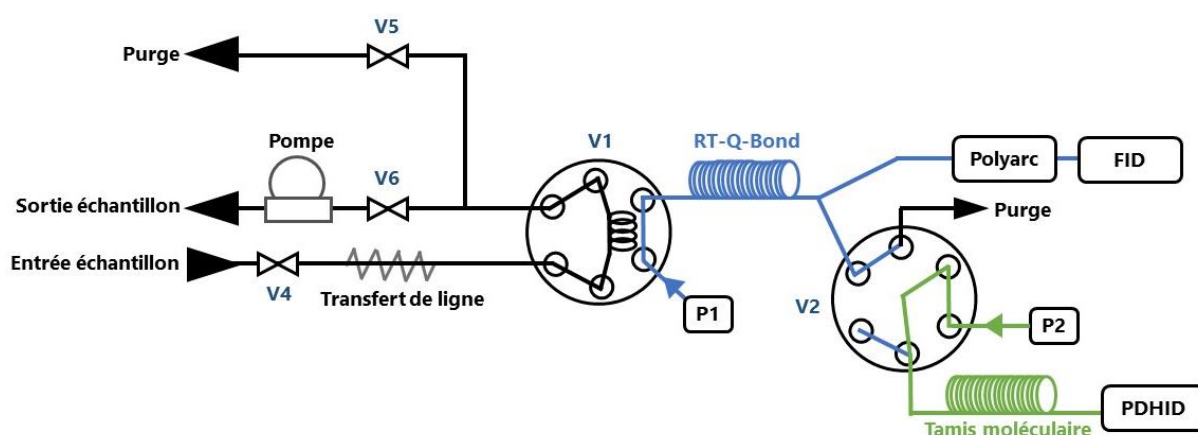 V5
Purge
Pompe
V1
RT-Q-Bond
Polyarc
FID
V6
Sortie échantillon
Purge
Entrée échantillon
V4
Transfert de ligne
P1
V2
P2
PDHID
Tamis moléculaire